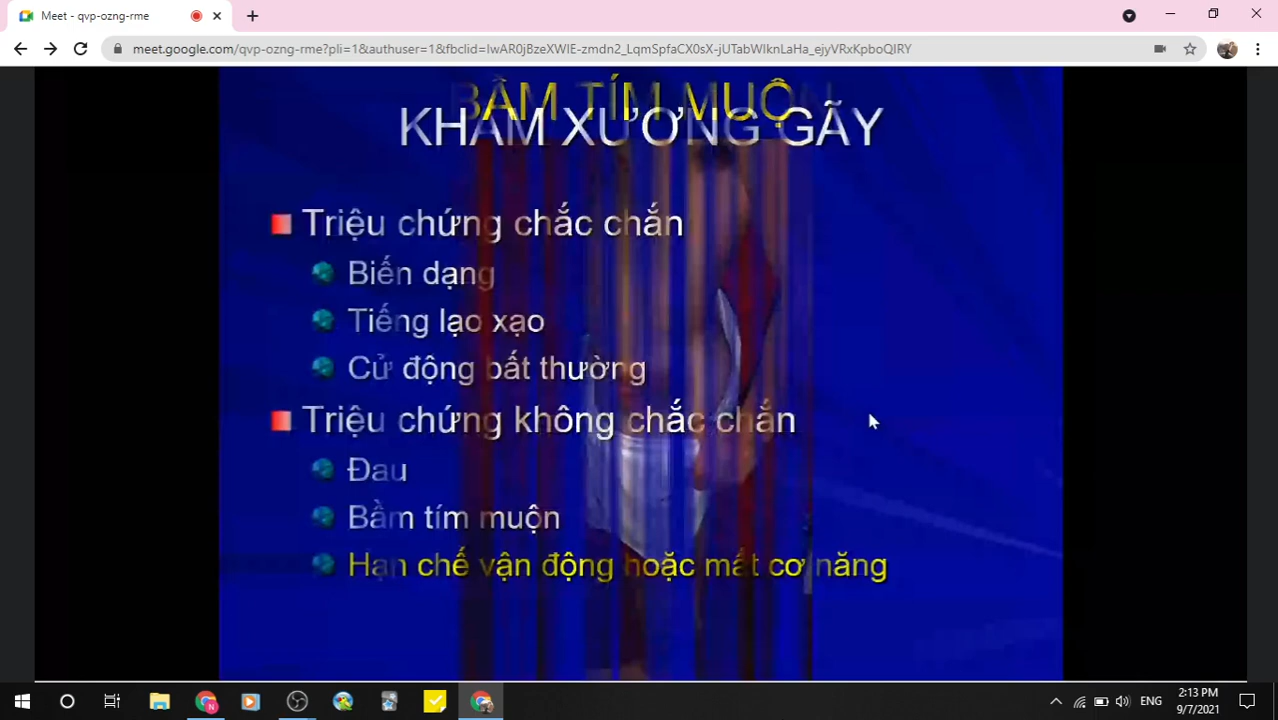 Meet - qvp-ozng-rme
meet.google.com/qvp-ozng-rme?pli=1&authuser=1&fbclid=IwAR0jBzeXWIE-zmdn2_LqmSpfaCX0sX-jUTabWIknLaHa_ejyVRxKpboQIRY
BẦM TÍM MUỘN
KHÁM XƯƠNG GÃY
Triệu chứng chắc chắn
Biến dạng
Tiếng lạo xạo
Cử động bất thường
Triệu chứng không chắc chắn
Đau
Bầm tím muộn
Hạn chế vận động hoặc mất cơ năng
ENG
2:13 PM
9/7/2021